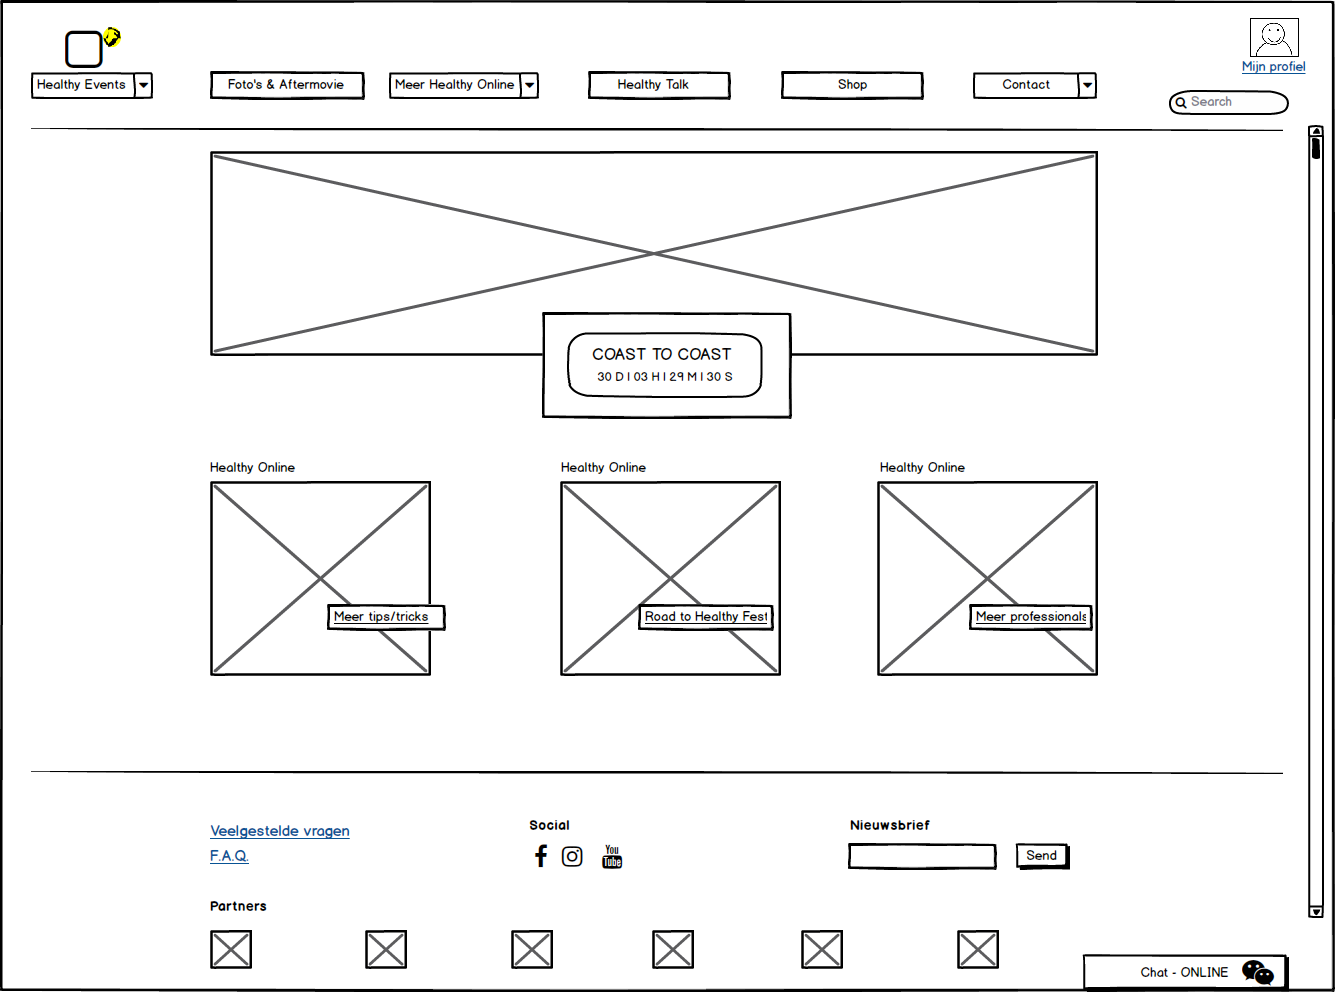 Mijn profiel
Healthy Events
Foto's & Aftermovie
Meer Healthy Online
Healthy Talk
Shop
Contact
Search
COAST TO COAST
30 D | 03 H | 29 M | 30 S
Healthy Online
Healthy Online
Healthy Online
Meer tips/tricks
Road to Healthy Fest
Meer professionals
Veelgestelde vragen
F.A.Q.
Social
You
Tube
Nieuwsbrief
Send
Partners
Chat - ONLINE